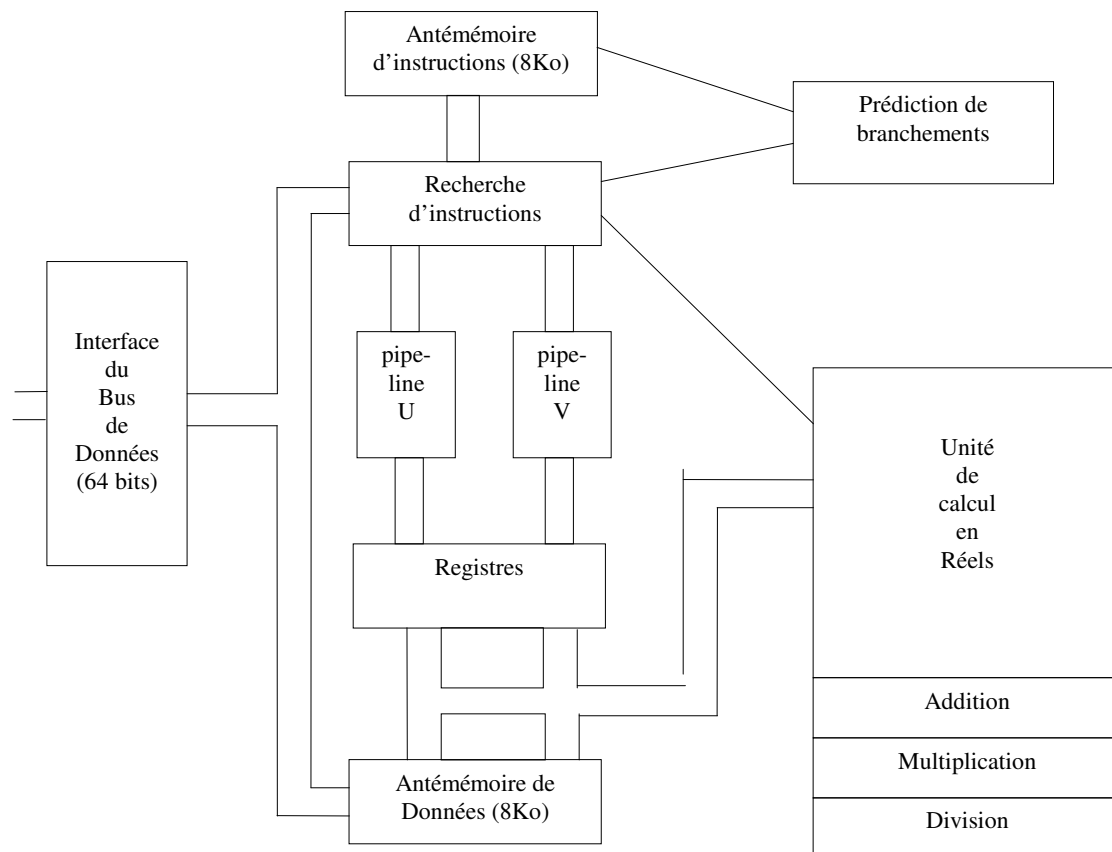 Antémémoire
d'instructions (8Ko)
Prédiction de
branchements
Recherche
d'instructions
Interface
du
Bus
de
Données
(64 bits)
pipe-
line
U
pipe-
line
V
Unité
de
calcul
en
Réels
Registres
Addition
Multiplication
Division
Antémémoire de
Données (8Ko)